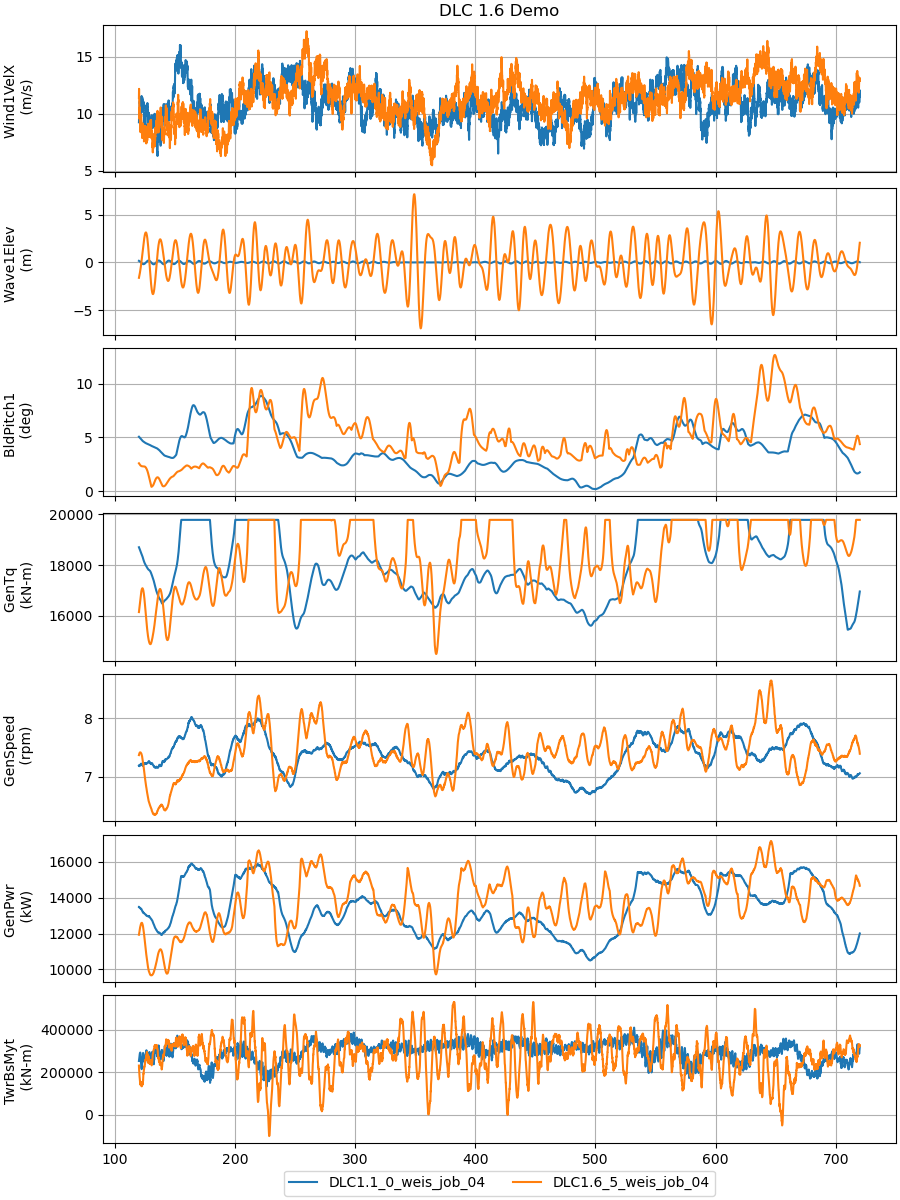 DLC 1.6 Demo
Wind1VelX
(m/s)
15
10
5
Wave1Elev
(m)
5
0
−5
BldPitch1
(deg)
10
5
0
GenTq
(kN-m)
20000
18000
16000
GenSpeed
(rpm)
8
7
GenPwr
(kW)
16000
14000
12000
10000
TwrBsMyt
(kN-m)
400000
200000
0
100 200 300 400 500 600 700
DLC1.1_0_weis_job_04 DLC1.6_5_weis_job_04